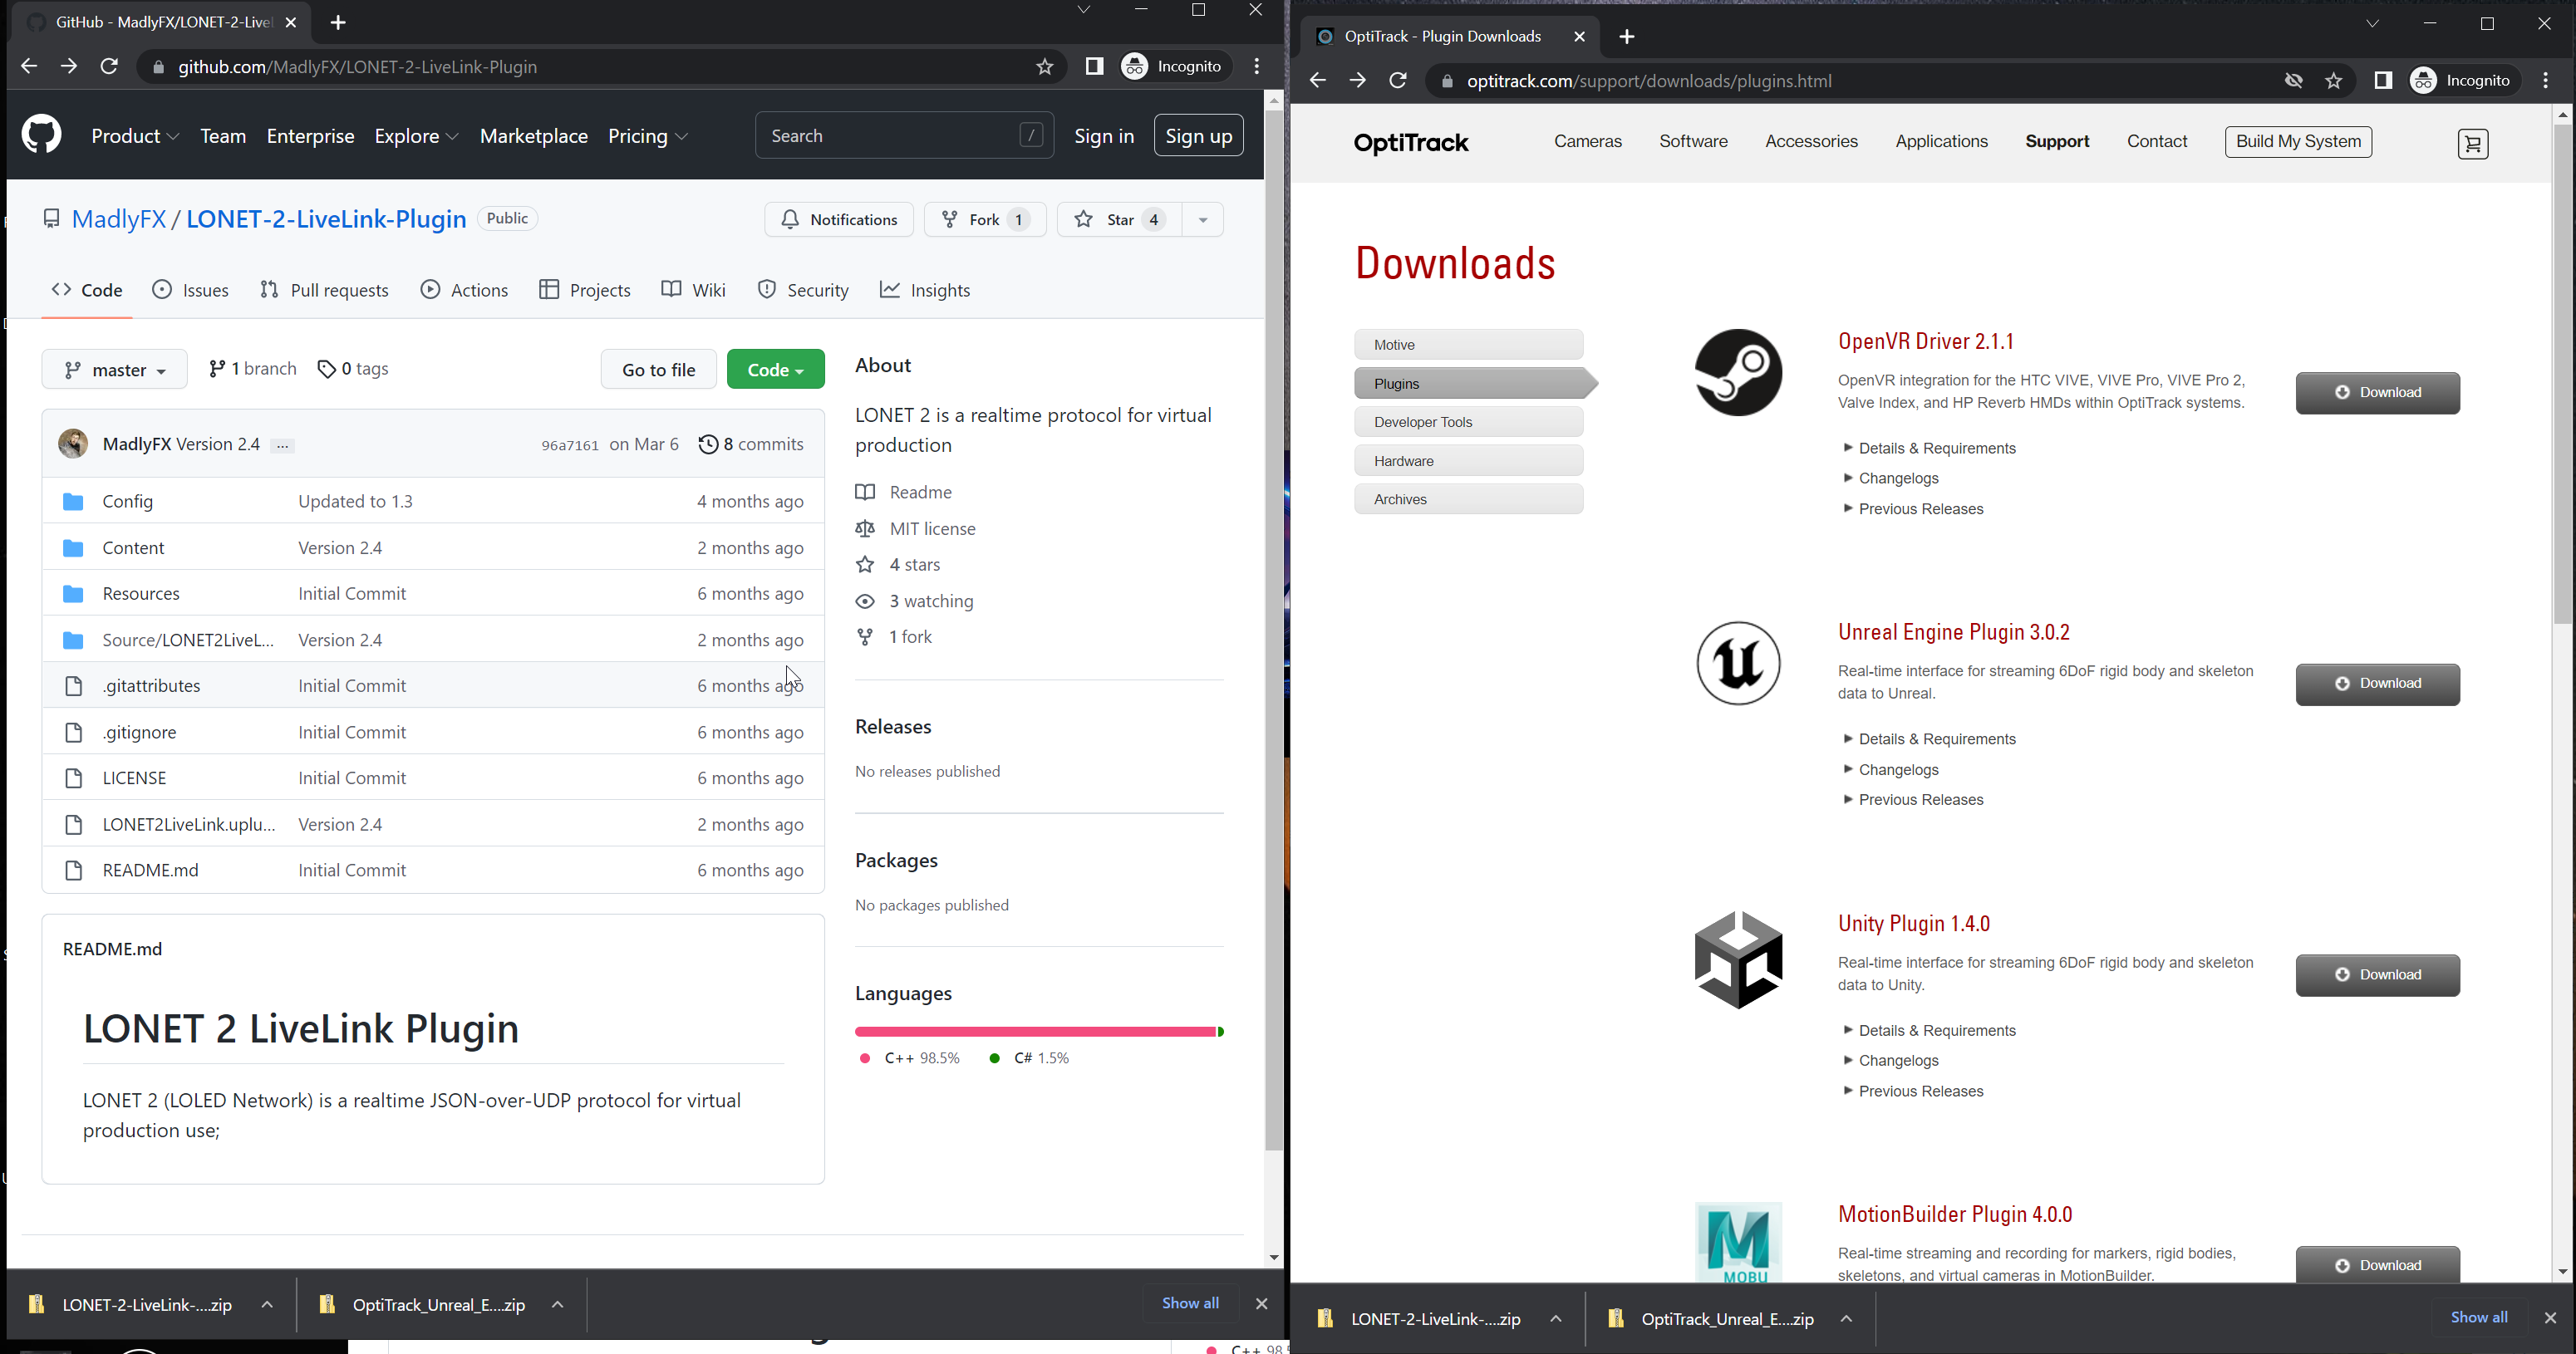 GitHub - MadlyFX/LONET-2-Live
github.com/MadlyFX/LONET-2-LiveLink-Plugin
Incognito
Product Team Enterprise Explore Marketplace Pricing
Search /
Sign in
Sign up
MadlyFX / LONET-2-LiveLink-Plugin Public
Notifications
Fork 1
Star 4
Code Issues Pull requests Actions Projects Wiki Security Insights
master
1 branch
0 tags
Go to file
Code
MadlyFX Version 2.4 ... 96a7161 on Mar 6 8 commits
Config Updated to 1.3 4 months ago
Content Version 2.4 2 months ago
Resources Initial Commit 6 months ago
Source/LONET2LiveL... Version 2.4 2 months ago
.gitattributes Initial Commit 6 months ago
.gitignore Initial Commit 6 months ago
LICENSE Initial Commit 6 months ago
LONET2LiveLink.uplu... Version 2.4 2 months ago
README.md Initial Commit 6 months ago
README.md
LONET 2 LiveLink Plugin
LONET 2 (LOLED Network) is a realtime JSON-over-UDP protocol for virtual
production use;
About
LONET 2 is a realtime protocol for virtual
production
Readme
MIT license
4 stars
3 watching
1 fork
Releases
No releases published
Packages
No packages published
Languages
C++ 98.5% C# 1.5%
LONET-2-LiveLink-....zip
OptiTrack_Unreal_E....zip
Show all
OptiTrack - Plugin Downloads
optitrack.com/support/downloads/plugins.html
Incognito
OptiTrack
Cameras Software Accessories Applications Support Contact Build My System
Downloads
Motive
Plugins
Developer Tools
Hardware
Archives
OpenVR Driver 2.1.1
OpenVR integration for the HTC VIVE, VIVE Pro, VIVE Pro 2,
Valve Index, and HP Reverb HMDs within OptiTrack systems.
Download
Details & Requirements
Changelogs
Previous Releases
Unreal Engine Plugin 3.0.2
Real-time interface for streaming 6DoF rigid body and skeleton
data to Unreal.
Download
Details & Requirements
Changelogs
Previous Releases
Unity Plugin 1.4.0
Real-time interface for streaming 6DoF rigid body and skeleton
data to Unity.
Download
Details & Requirements
Changelogs
Previous Releases
MOBU
MotionBuilder Plugin 4.0.0
Real-time streaming and recording for markers, rigid bodies,
skeletons, and virtual cameras in MotionBuilder.
Download
LONET-2-LiveLink-....zip
OptiTrack_Unreal_E....zip
Show all